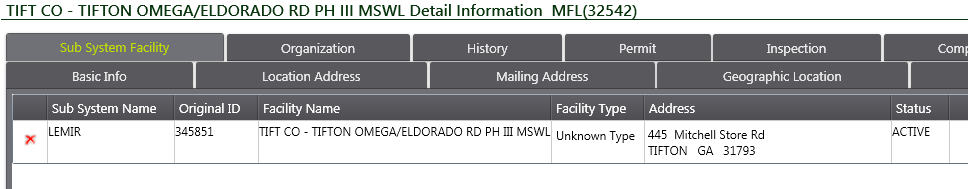 TIFT CO - TIFTON OMEGA/ELDORADO RD PH III MSWL Detail Information MFL(32542)
Sub System Facility Organization History Permit Inspection
Basic Info Location Address Mailing Address Geographic Location
Sub System Name Original ID Facility Name Facility Type Address Status
LEMIR 345851 TIFT CO - TIFTON OMEGA/ELDORADO RD PH III MSWL Unknown Type 445 Mitchell Store Rd ACTIVE
TIFTON GA 31793